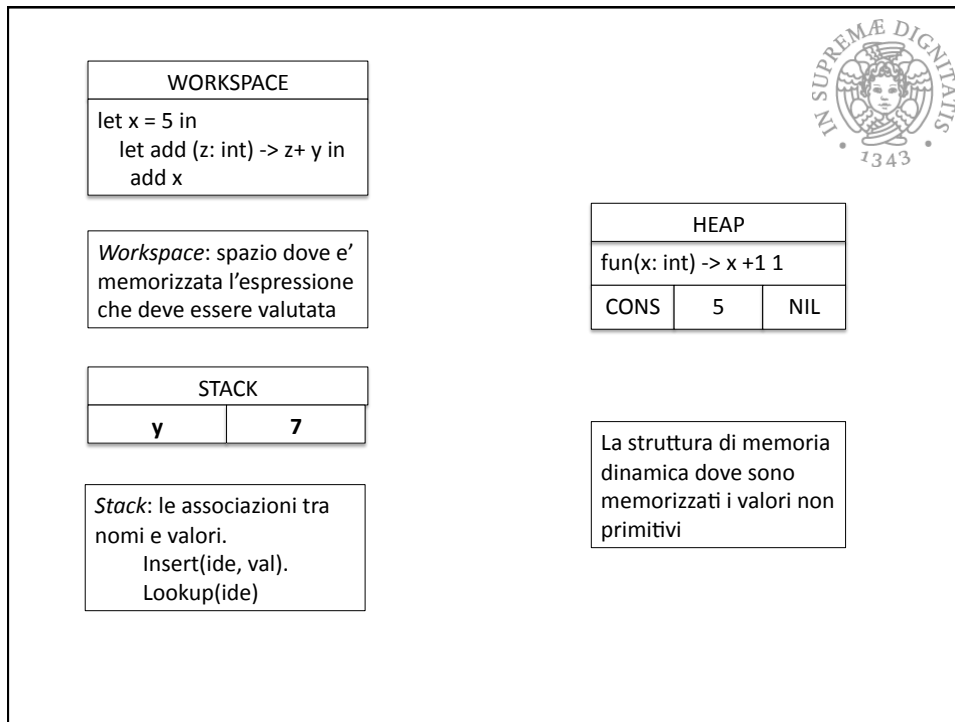 WORKSPACE
let x = 5 in
let add (z: int) -> z+ y in
add x
Workspace: spazio dove e’
memorizzata l’espressione
che deve essere valutata
STACK
y 7
Stack: le associazioni tra
nomi e valori.
Insert(ide, val).
Lookup(ide)
IN SUPREMÆ DIGNITATIS
• 1343 •
HEAP
fun(x: int) -> x +1 1
CONS 5 NIL
La struttura di memoria
dinamica dove sono
memorizzati i valori non
primitivi